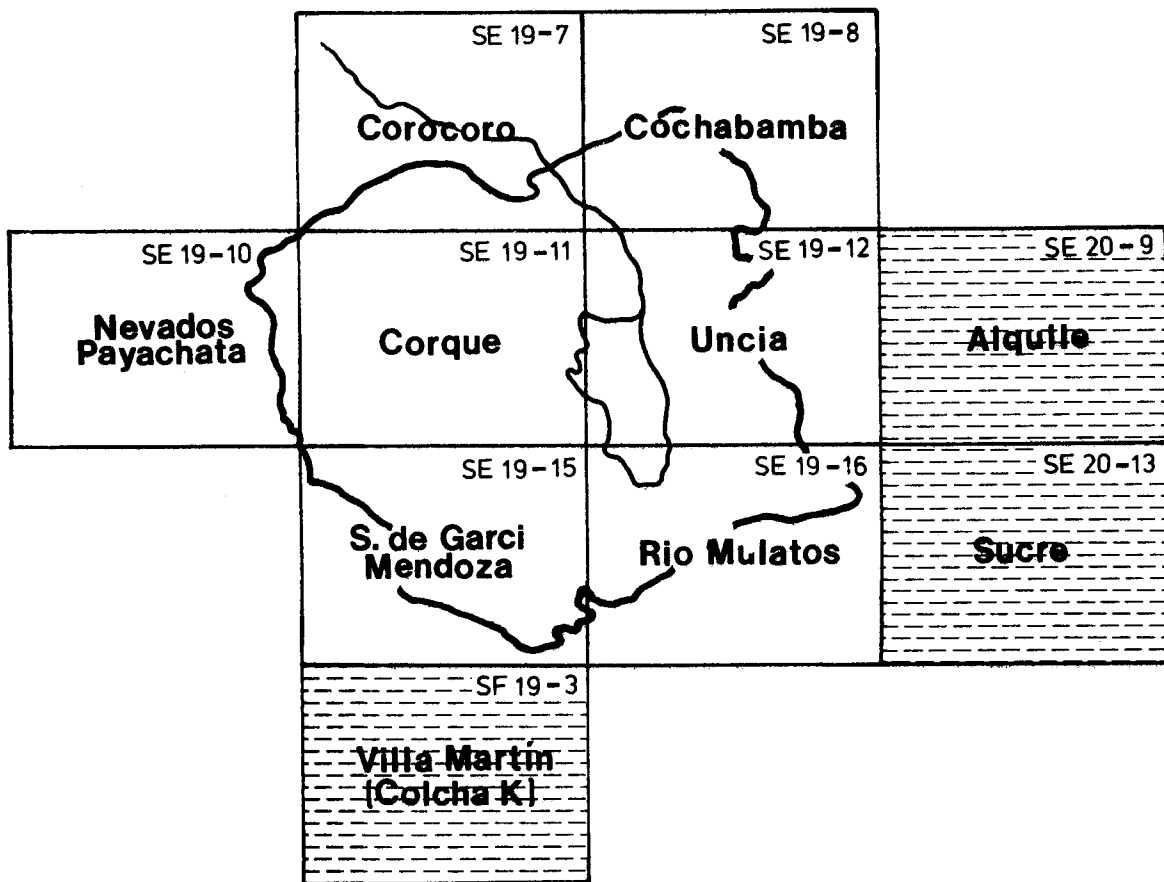 SE 19-7
Corocoro
SE 19-8
Cochabamba
SE 19-10
Nevados
Payachata
SE 19-11
Corque
SE 19-12
Uncia
SE 20-9
Aiquile
SE 19-15
S. de Garci
Mendoza
SE 19-16
Rio Mulatos
SE 20-13
Sucre
SF 19-3
Villa Martín
(Colcha K)